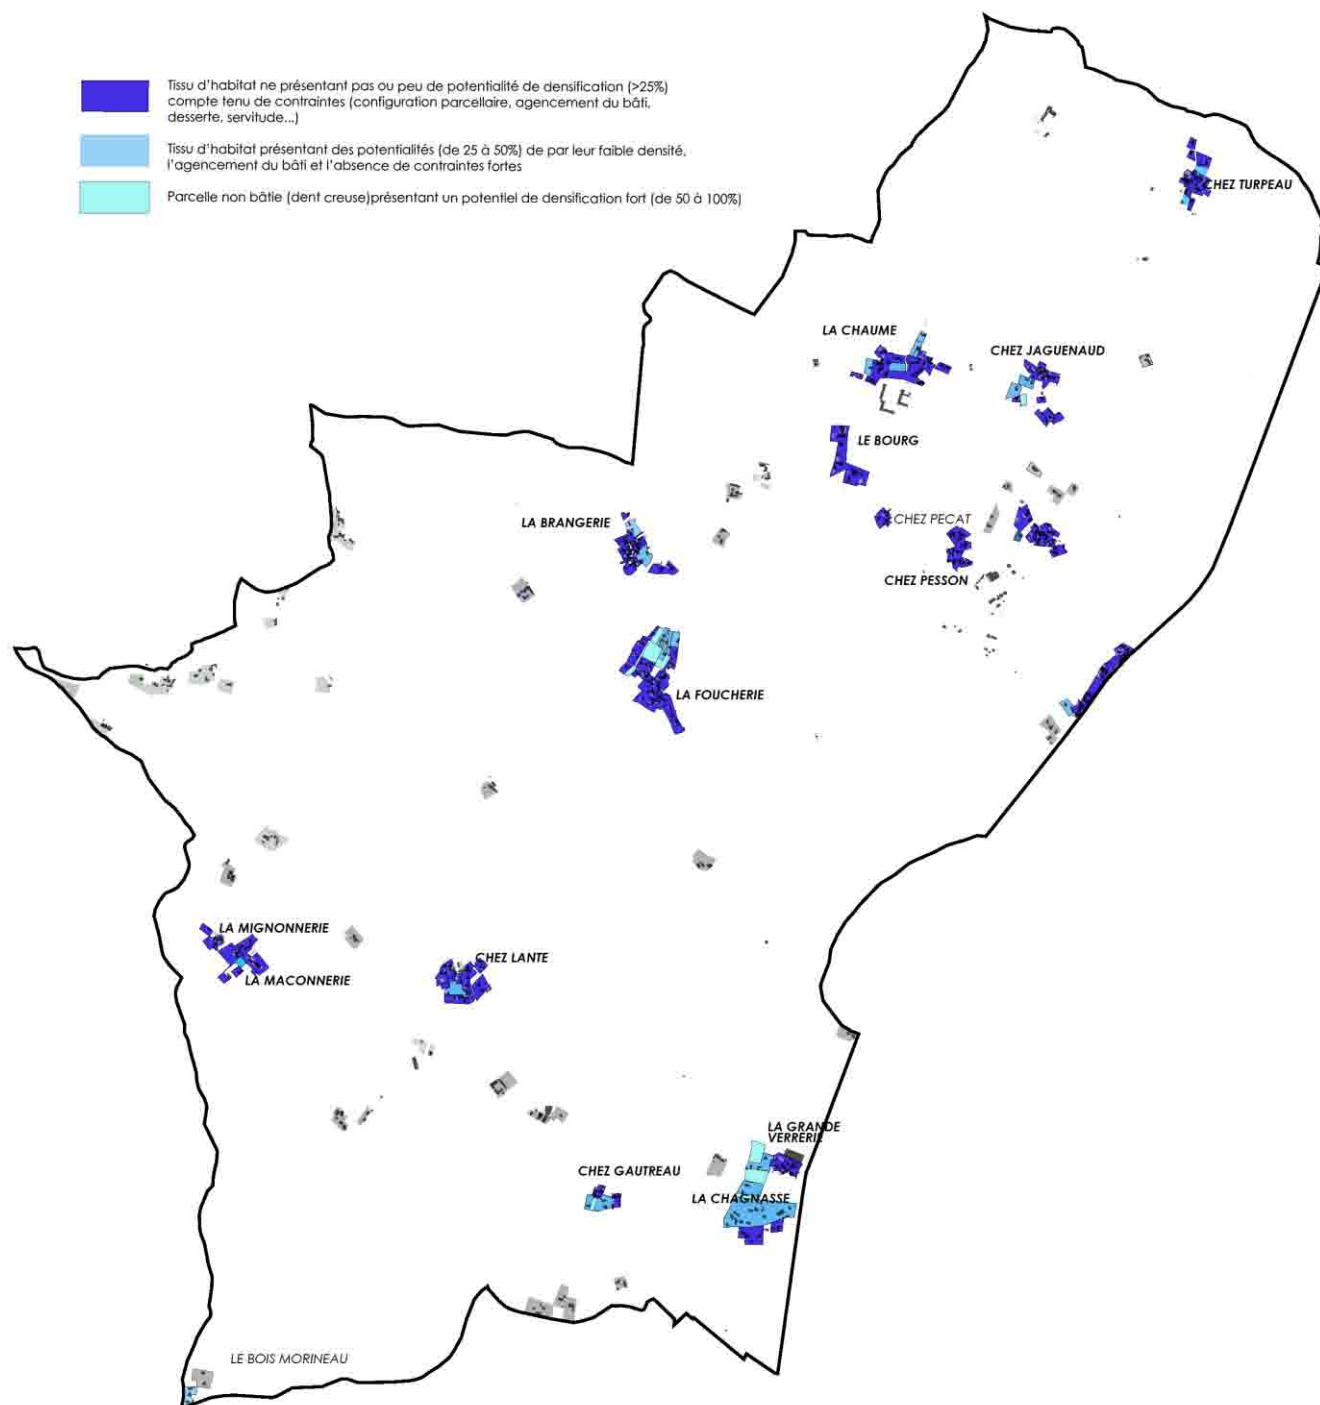 Tissu d'habitat ne présentant pas ou peu de potentialité de densification (>25%)
compte tenu de contraintes (configuration parcellaire, agencement du bâti,
desserte, servitude...)
Tissu d'habitat présentant des potentialités (de 25 à 50%) de par leur faible densité,
l'agencement du bâti et l'absence de contraintes fortes
Parcelle non bâtie (dent creuse)présentant un potentiel de densification fort (de 50 à 100%)
CHEZ TURPEAU
LA CHAUME
CHEZ JAGUENAUD
LE BOURG
LA BRANGERIE
CHEZ PECAT
CHEZ PESSON
LA FOUCHERIE
LA MIGNONNERIE
LA MACONNERIE
CHEZ LANTE
LA GRANDE
VERRERIE
CHEZ GAUTREAU
LA CHAGNASSE
LE BOIS MORINEAU